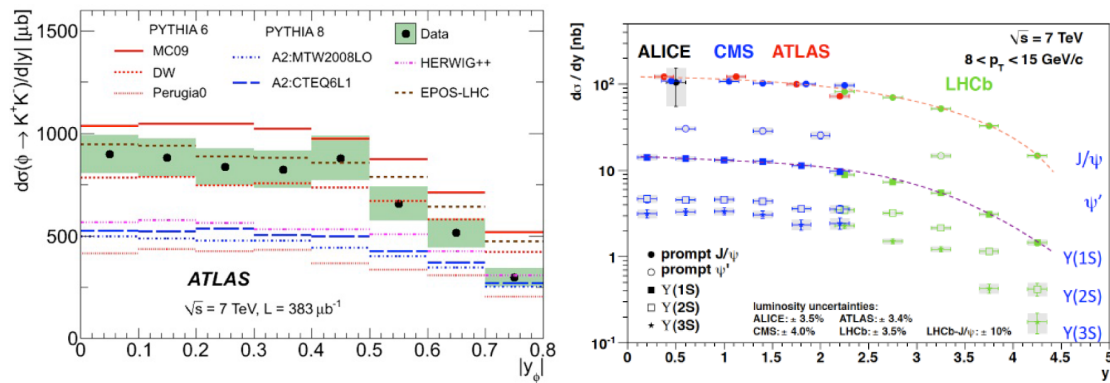 dσ(φ → K⁺K⁻)/d|y| [μb]
1500
1000
500
0
PYTHIA 6
MC09
DW
Perugia0
PYTHIA 8
A2:MTW2008LO
A2:CTEQ6L1
Data
HERWIG++
EPOS-LHC
ATLAS
√s = 7 TeV, L = 383 μb⁻¹
0 0.1 0.2 0.3 0.4 0.5 0.6 0.7 0.8
|yφ|
dσ / dy [nb]
10²
10
1
10⁻¹
ALICE CMS ATLAS
√s = 7 TeV
8 < pT < 15 GeV/c
LHCb
J/ψ
ψ'
Υ(1S)
Υ(2S)
Υ(3S)
prompt J/ψ
prompt ψ'
Υ(1S)
Υ(2S)
Υ(3S)
luminosity uncertainties:
ALICE: ± 3.5% ATLAS: ± 3.4%
CMS: ± 4.0% LHCb: ± 3.5% LHCb-J/ψ: ± 10%
0 0.5 1 1.5 2 2.5 3 3.5 4 4.5 5
y